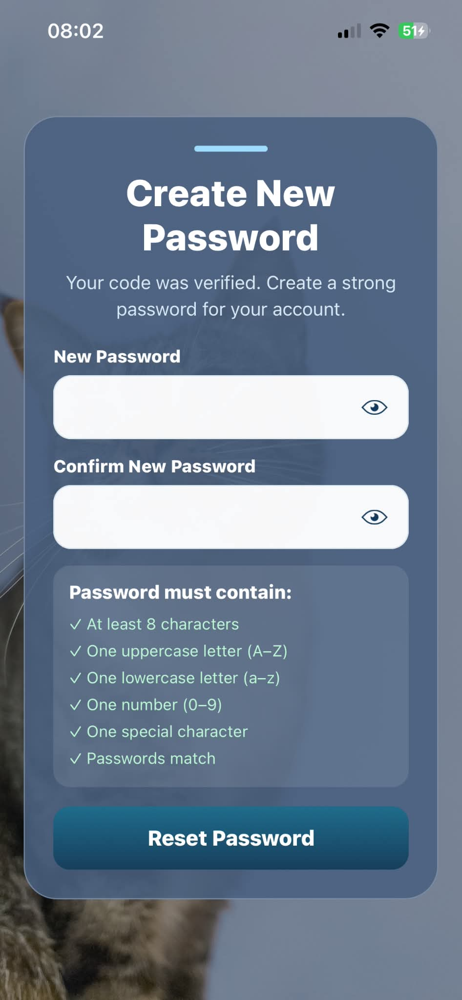 08:02
51
Create New
Password
Your code was verified. Create a strong
password for your account.
New Password
Confirm New Password
Password must contain:
✓ At least 8 characters
✓ One uppercase letter (A–Z)
✓ One lowercase letter (a–z)
✓ One number (0–9)
✓ One special character
✓ Passwords match
Reset Password